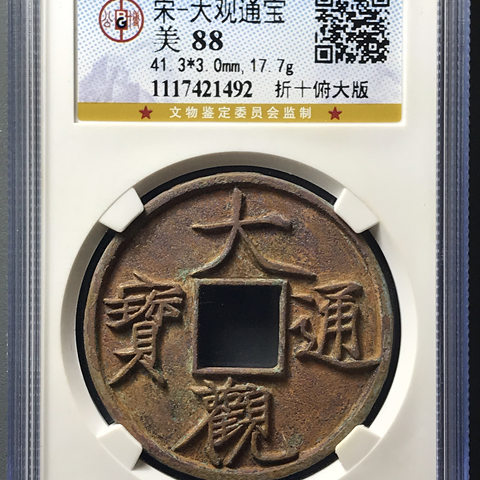 宋-大观通宝
美 88
41.3*3.0mm,17.7g
1117421492 折十俯大版
★ 文物鉴定委员会监制 ★
大
寶 通
觀